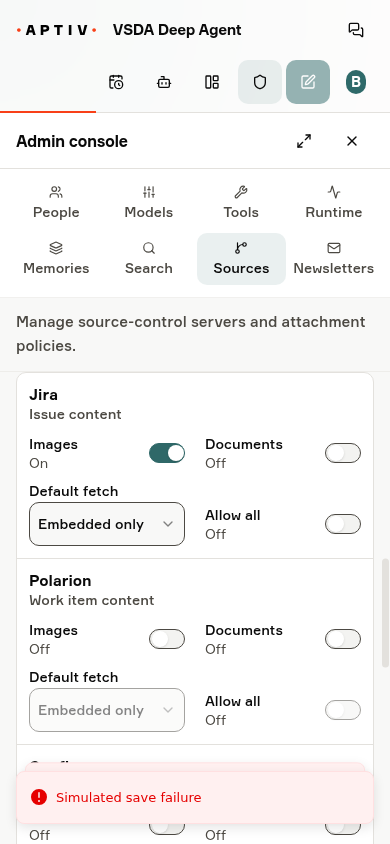 APTIV
VSDA Deep Agent
B
Admin console
People
Models
Tools
Runtime
Memories
Search
Sources
Newsletters
Manage source-control servers and attachment
policies.
Jira
Issue content
Images
On
Documents
Off
Default fetch
Embedded only
Allow all
Off
Polarion
Work item content
Images
Off
Documents
Off
Default fetch
Embedded only
Allow all
Off
Simulated save failure
Off
Off